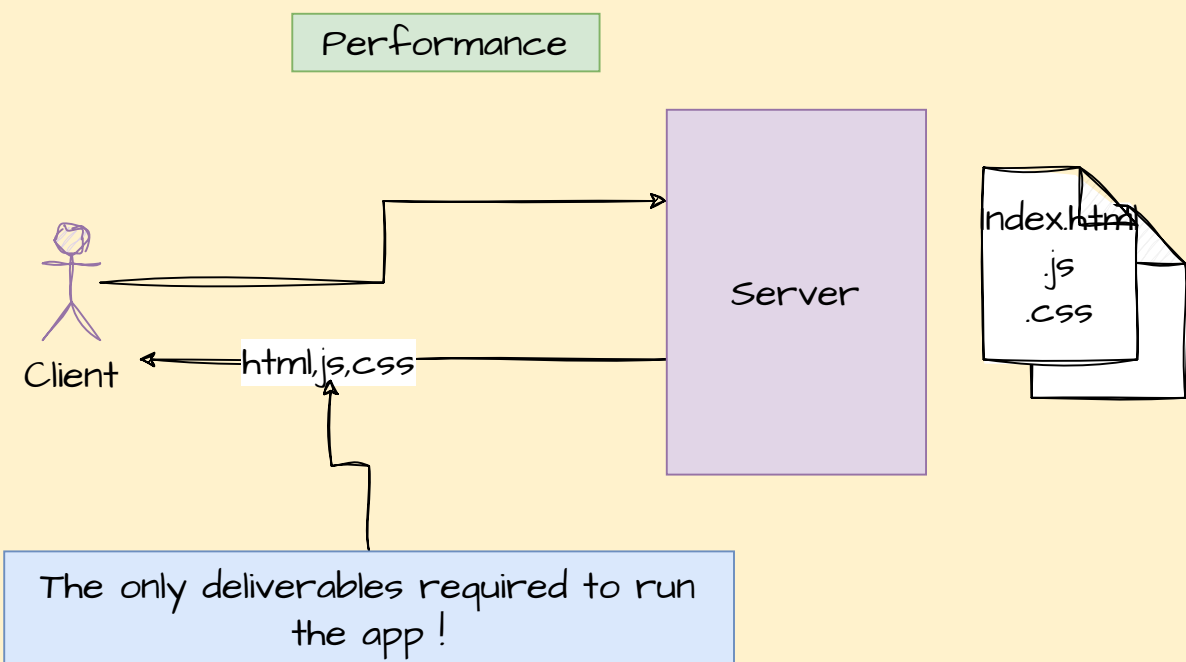 Performance
Index.html
.js
.css
Server
html,js,css
Client
The only deliverables required to run
the app !